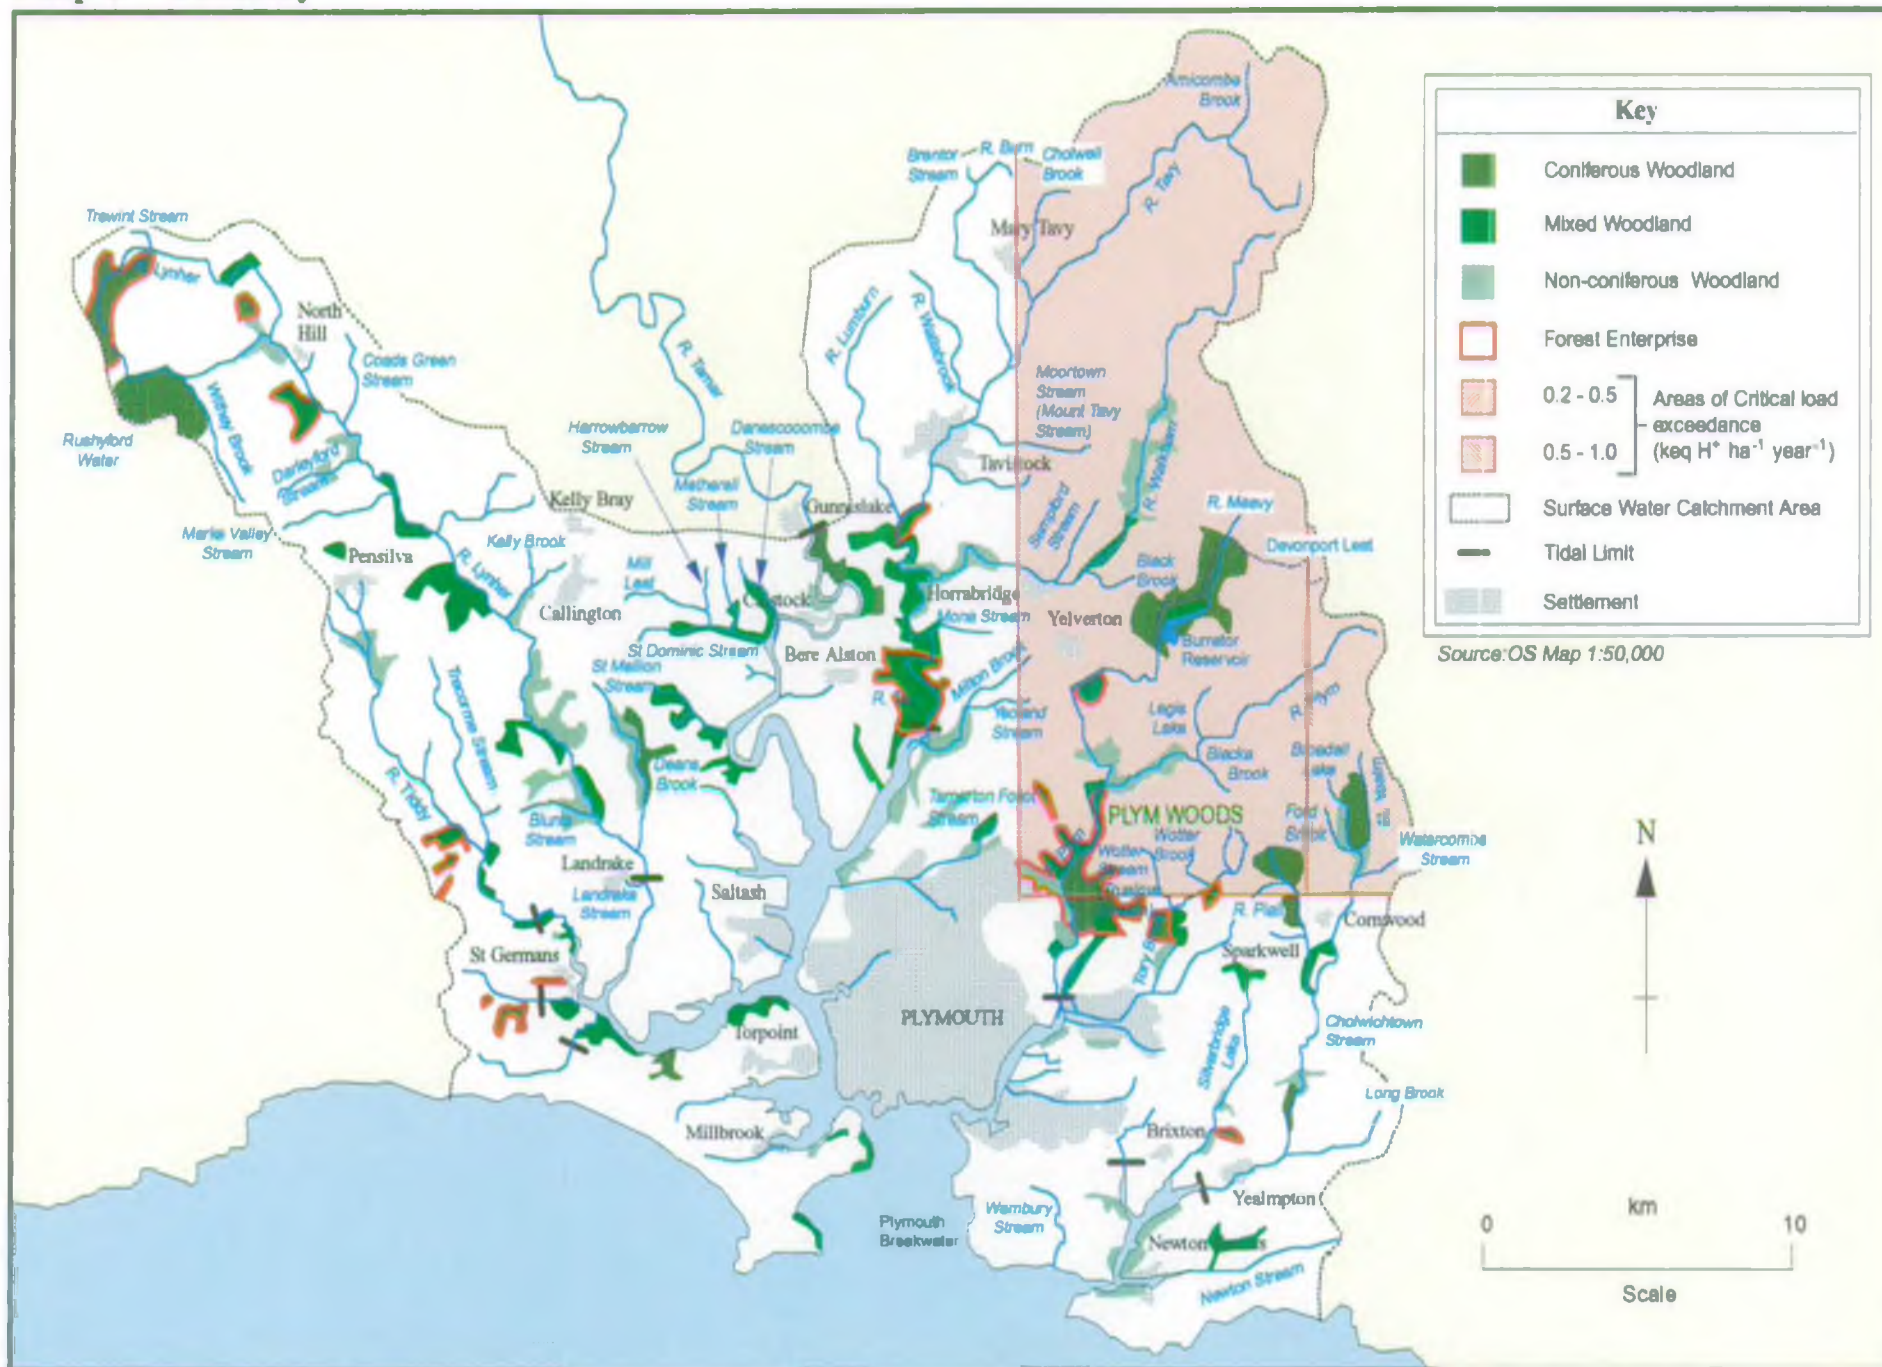 Amicombe
Brook
Brentor
Stream
R. Burn
Cholwell
Brook
R. Tavy
Mary Tavy
Trewint Stream
Lynher
North
Hill
R. Lumburn
R. Wallabrook
R. Tamar
Coads Green
Stream
Withey Brook
Rushyford
Water
Darleyford
Stream
Harrowbarrow
Stream
Danescoombe
Stream
Moortown
Stream
(Mount Tavy
Stream)
Tavistock
R. Walkham
Metherell
Stream
Kelly Bray
Gunnislake
Stream
R. Meavy
Devonport Leat
Marke Valley
Stream
Pensilva
Kelly Brook
R. Lynher
Mill
Leat
Callington
Calstock
Horrabridge
Black
Brook
Yelverton
St Dominic Stream
Bere Alston
St Mellion
Stream
Milton Brook
Burrator
Reservoir
Stream
R.
Legis
Lake
Blacka
Brook
Lake
R. Tiddy
Deans
Brook
Stream
PLYM WOODS
Ford
Brook
Wotter
Brook
Watercombe
Stream
Landrake
Landrake
Stream
Saltash
Cornwood
Sparkwell
St Germans
Torpoint
PLYMOUTH
Cholwichtown
Stream
Silverbridge
Lake
Long Brook
Millbrook
Brixton
Yealmpton
Wembury
Stream
Plymouth
Breakwater
Newton
Newton Stream
Key
Coniferous Woodland
Mixed Woodland
Non-coniferous Woodland
Forest Enterprise
0.2 - 0.5
0.5 - 1.0
Areas of Critical load
exceedance
(keq H⁺ ha⁻¹ year⁻¹)
Surface Water Catchment Area
Tidal Limit
Settlement
Source:OS Map 1:50,000
N
km
0 10
Scale